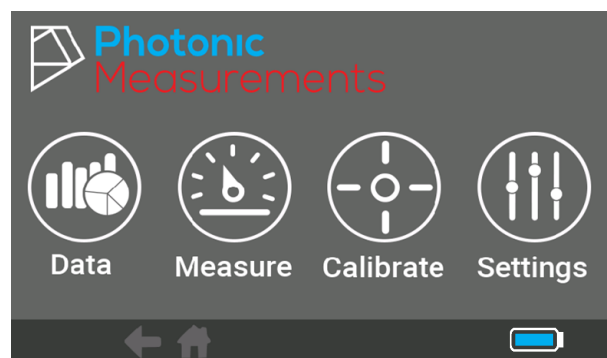 Photonic
Measurements
Data
Measure
Calibrate
Settings